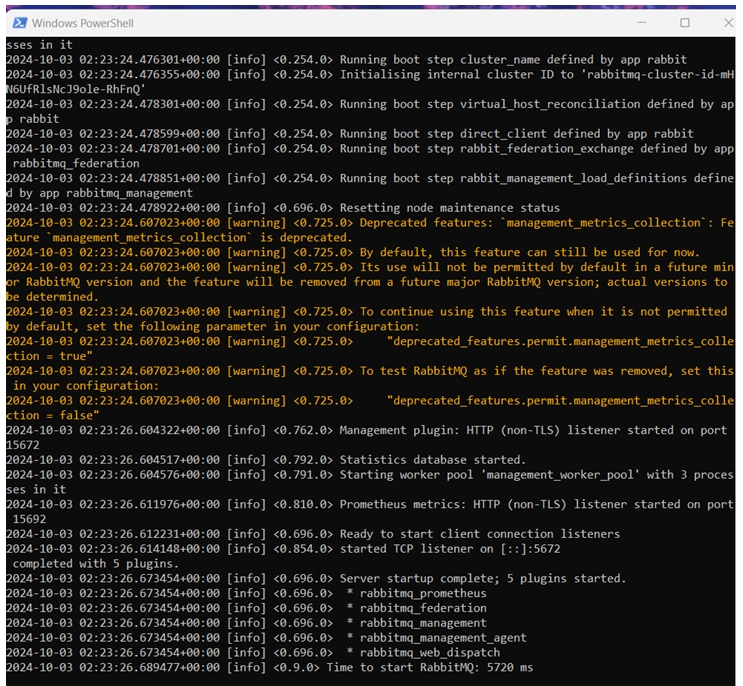 Windows PowerShell
sses in it
2024-10-03 02:23:24.476301+00:00 [info] <0.254.0> Running boot step cluster_name defined by app rabbit
2024-10-03 02:23:24.476355+00:00 [info] <0.254.0> Initialising internal cluster ID to 'rabbitmq-cluster-id-mH
N6UfRlsNcJ9ole-RhFnQ'
2024-10-03 02:23:24.478301+00:00 [info] <0.254.0> Running boot step virtual_host_reconciliation defined by ap
p rabbit
2024-10-03 02:23:24.478599+00:00 [info] <0.254.0> Running boot step direct_client defined by app rabbit
2024-10-03 02:23:24.478701+00:00 [info] <0.254.0> Running boot step rabbit_federation_exchange defined by app
 rabbitmq_federation
2024-10-03 02:23:24.478851+00:00 [info] <0.254.0> Running boot step rabbit_management_load_definitions define
d by app rabbitmq_management
2024-10-03 02:23:24.478922+00:00 [info] <0.696.0> Resetting node maintenance status
2024-10-03 02:23:24.607023+00:00 [warning] <0.725.0> Deprecated features: `management_metrics_collection`: Fe
ature `management_metrics_collection` is deprecated.
2024-10-03 02:23:24.607023+00:00 [warning] <0.725.0> By default, this feature can still be used for now.
2024-10-03 02:23:24.607023+00:00 [warning] <0.725.0> Its use will not be permitted by default in a future min
or RabbitMQ version and the feature will be removed from a future major RabbitMQ version; actual versions to
be determined.
2024-10-03 02:23:24.607023+00:00 [warning] <0.725.0> To continue using this feature when it is not permitted
by default, set the following parameter in your configuration:
2024-10-03 02:23:24.607023+00:00 [warning] <0.725.0>     "deprecated_features.permit.management_metrics_colle
ction = true"
2024-10-03 02:23:24.607023+00:00 [warning] <0.725.0> To test RabbitMQ as if the feature was removed, set this
 in your configuration:
2024-10-03 02:23:24.607023+00:00 [warning] <0.725.0>     "deprecated_features.permit.management_metrics_colle
ction = false"
2024-10-03 02:23:26.604322+00:00 [info] <0.762.0> Management plugin: HTTP (non-TLS) listener started on port
15672
2024-10-03 02:23:26.604517+00:00 [info] <0.792.0> Statistics database started.
2024-10-03 02:23:26.604576+00:00 [info] <0.791.0> Starting worker pool 'management_worker_pool' with 3 proces
ses in it
2024-10-03 02:23:26.611976+00:00 [info] <0.810.0> Prometheus metrics: HTTP (non-TLS) listener started on port
 15692
2024-10-03 02:23:26.612231+00:00 [info] <0.696.0> Ready to start client connection listeners
2024-10-03 02:23:26.614148+00:00 [info] <0.854.0> started TCP listener on [::]:5672
 completed with 5 plugins.
2024-10-03 02:23:26.673454+00:00 [info] <0.696.0> Server startup complete; 5 plugins started.
2024-10-03 02:23:26.673454+00:00 [info] <0.696.0>  * rabbitmq_prometheus
2024-10-03 02:23:26.673454+00:00 [info] <0.696.0>  * rabbitmq_federation
2024-10-03 02:23:26.673454+00:00 [info] <0.696.0>  * rabbitmq_management
2024-10-03 02:23:26.673454+00:00 [info] <0.696.0>  * rabbitmq_management_agent
2024-10-03 02:23:26.673454+00:00 [info] <0.696.0>  * rabbitmq_web_dispatch
2024-10-03 02:23:26.689477+00:00 [info] <0.9.0> Time to start RabbitMQ: 5720 ms